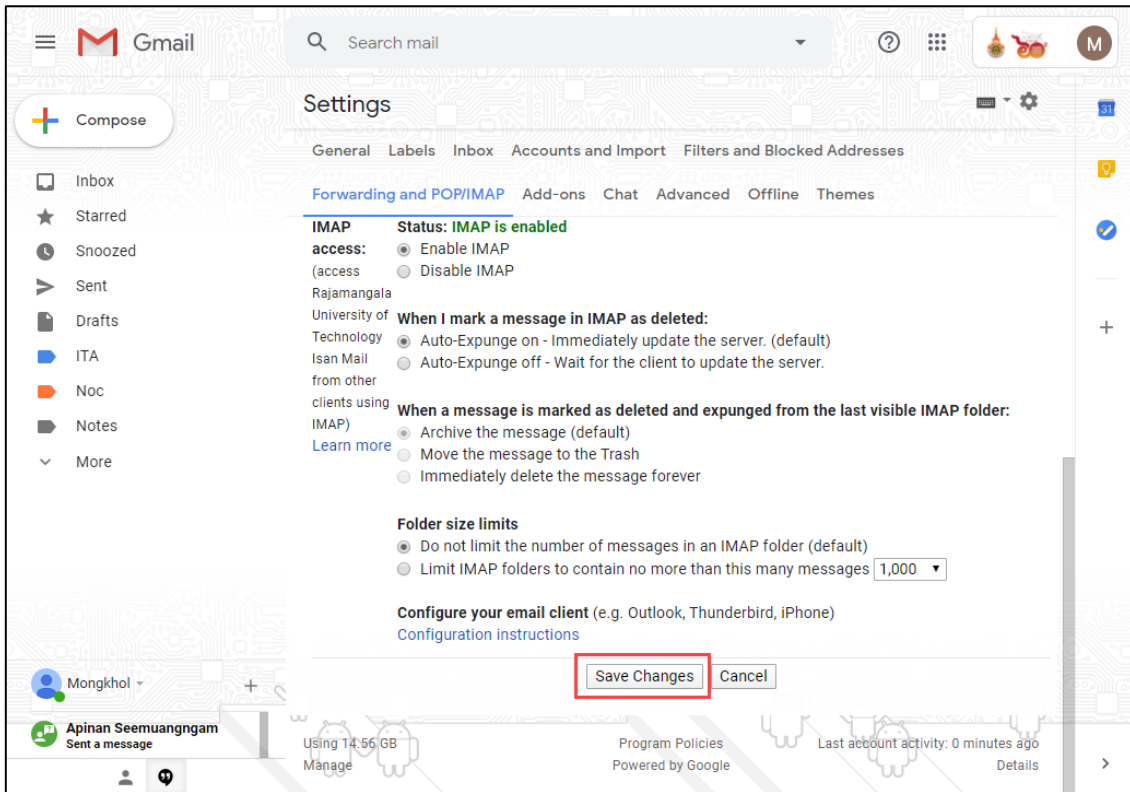 Gmail
Search mail
M
Compose
Settings
31
General Labels Inbox Accounts and Import Filters and Blocked Addresses
Forwarding and POP/IMAP Add-ons Chat Advanced Offline Themes
Inbox
Starred
Snoozed
Sent
Drafts
ITA
Noc
Notes
More
IMAP
access:
(access
Rajamangala
University of
Technology
Isan Mail
from other
clients using
IMAP)
Learn more
Status: IMAP is enabled
Enable IMAP
Disable IMAP
When I mark a message in IMAP as deleted:
Auto-Expunge on - Immediately update the server. (default)
Auto-Expunge off - Wait for the client to update the server.
When a message is marked as deleted and expunged from the last visible IMAP folder:
Archive the message (default)
Move the message to the Trash
Immediately delete the message forever
Folder size limits
Do not limit the number of messages in an IMAP folder (default)
Limit IMAP folders to contain no more than this many messages 1,000
Configure your email client (e.g. Outlook, Thunderbird, iPhone)
Configuration instructions
Save Changes Cancel
Mongkhol
Apinan Seemuangngam
Sent a message
Using 14.56 GB
Manage
Program Policies
Powered by Google
Last account activity: 0 minutes ago
Details